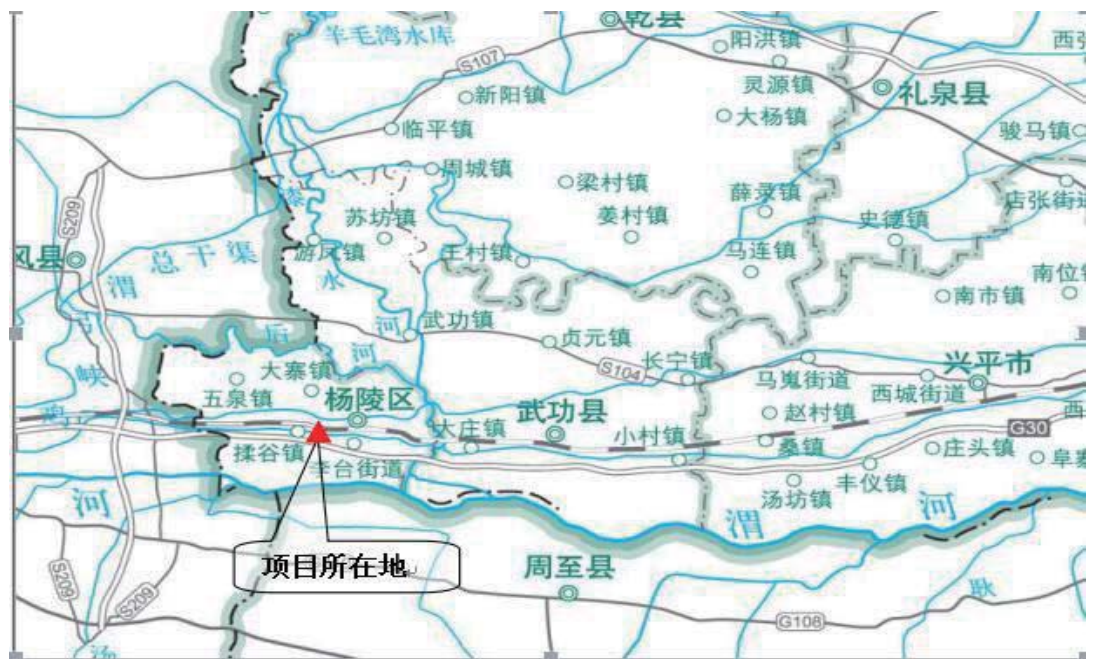 乾县
羊毛湾水库
阳洪镇
S107
灵源镇
新阳镇
礼泉县
大杨镇
临平镇
骏马镇
周城镇
梁村镇
薛录镇
店张街道
S209
苏坊镇
姜村镇
史德镇
游凤镇
王村镇
马连镇
总干渠
风县
渭
水
南市镇
武功镇
河
后
河
引
贞元镇
长宁镇
兴平市
S104
峡
大寨镇
马嵬街道
西城街道
五泉镇
杨陵区
武功县
赵村镇
大庄镇
小村镇
G30
桑镇
庄头镇
揉谷镇
李台街道
丰仪镇
汤坊镇
河
渭
河
项目所在地
周至县
S209
S209
G108
耿
汤